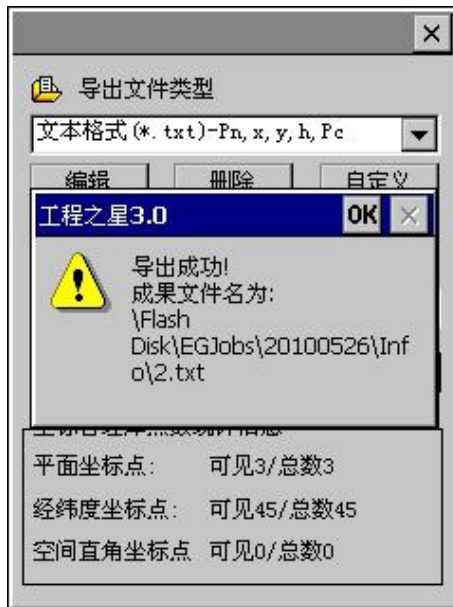 导出文件类型
文本格式(*.txt)-Pn,x,y,h,Pc
编辑 删除 自定义
工程之星3.0 OK
导出成功!
成果文件名为:
\Flash
Disk\EGJobs\20100526\Inf
o\2.txt
平面坐标点: 可见3/总数3
经纬度坐标点: 可见45/总数45
空间直角坐标点 可见0/总数0